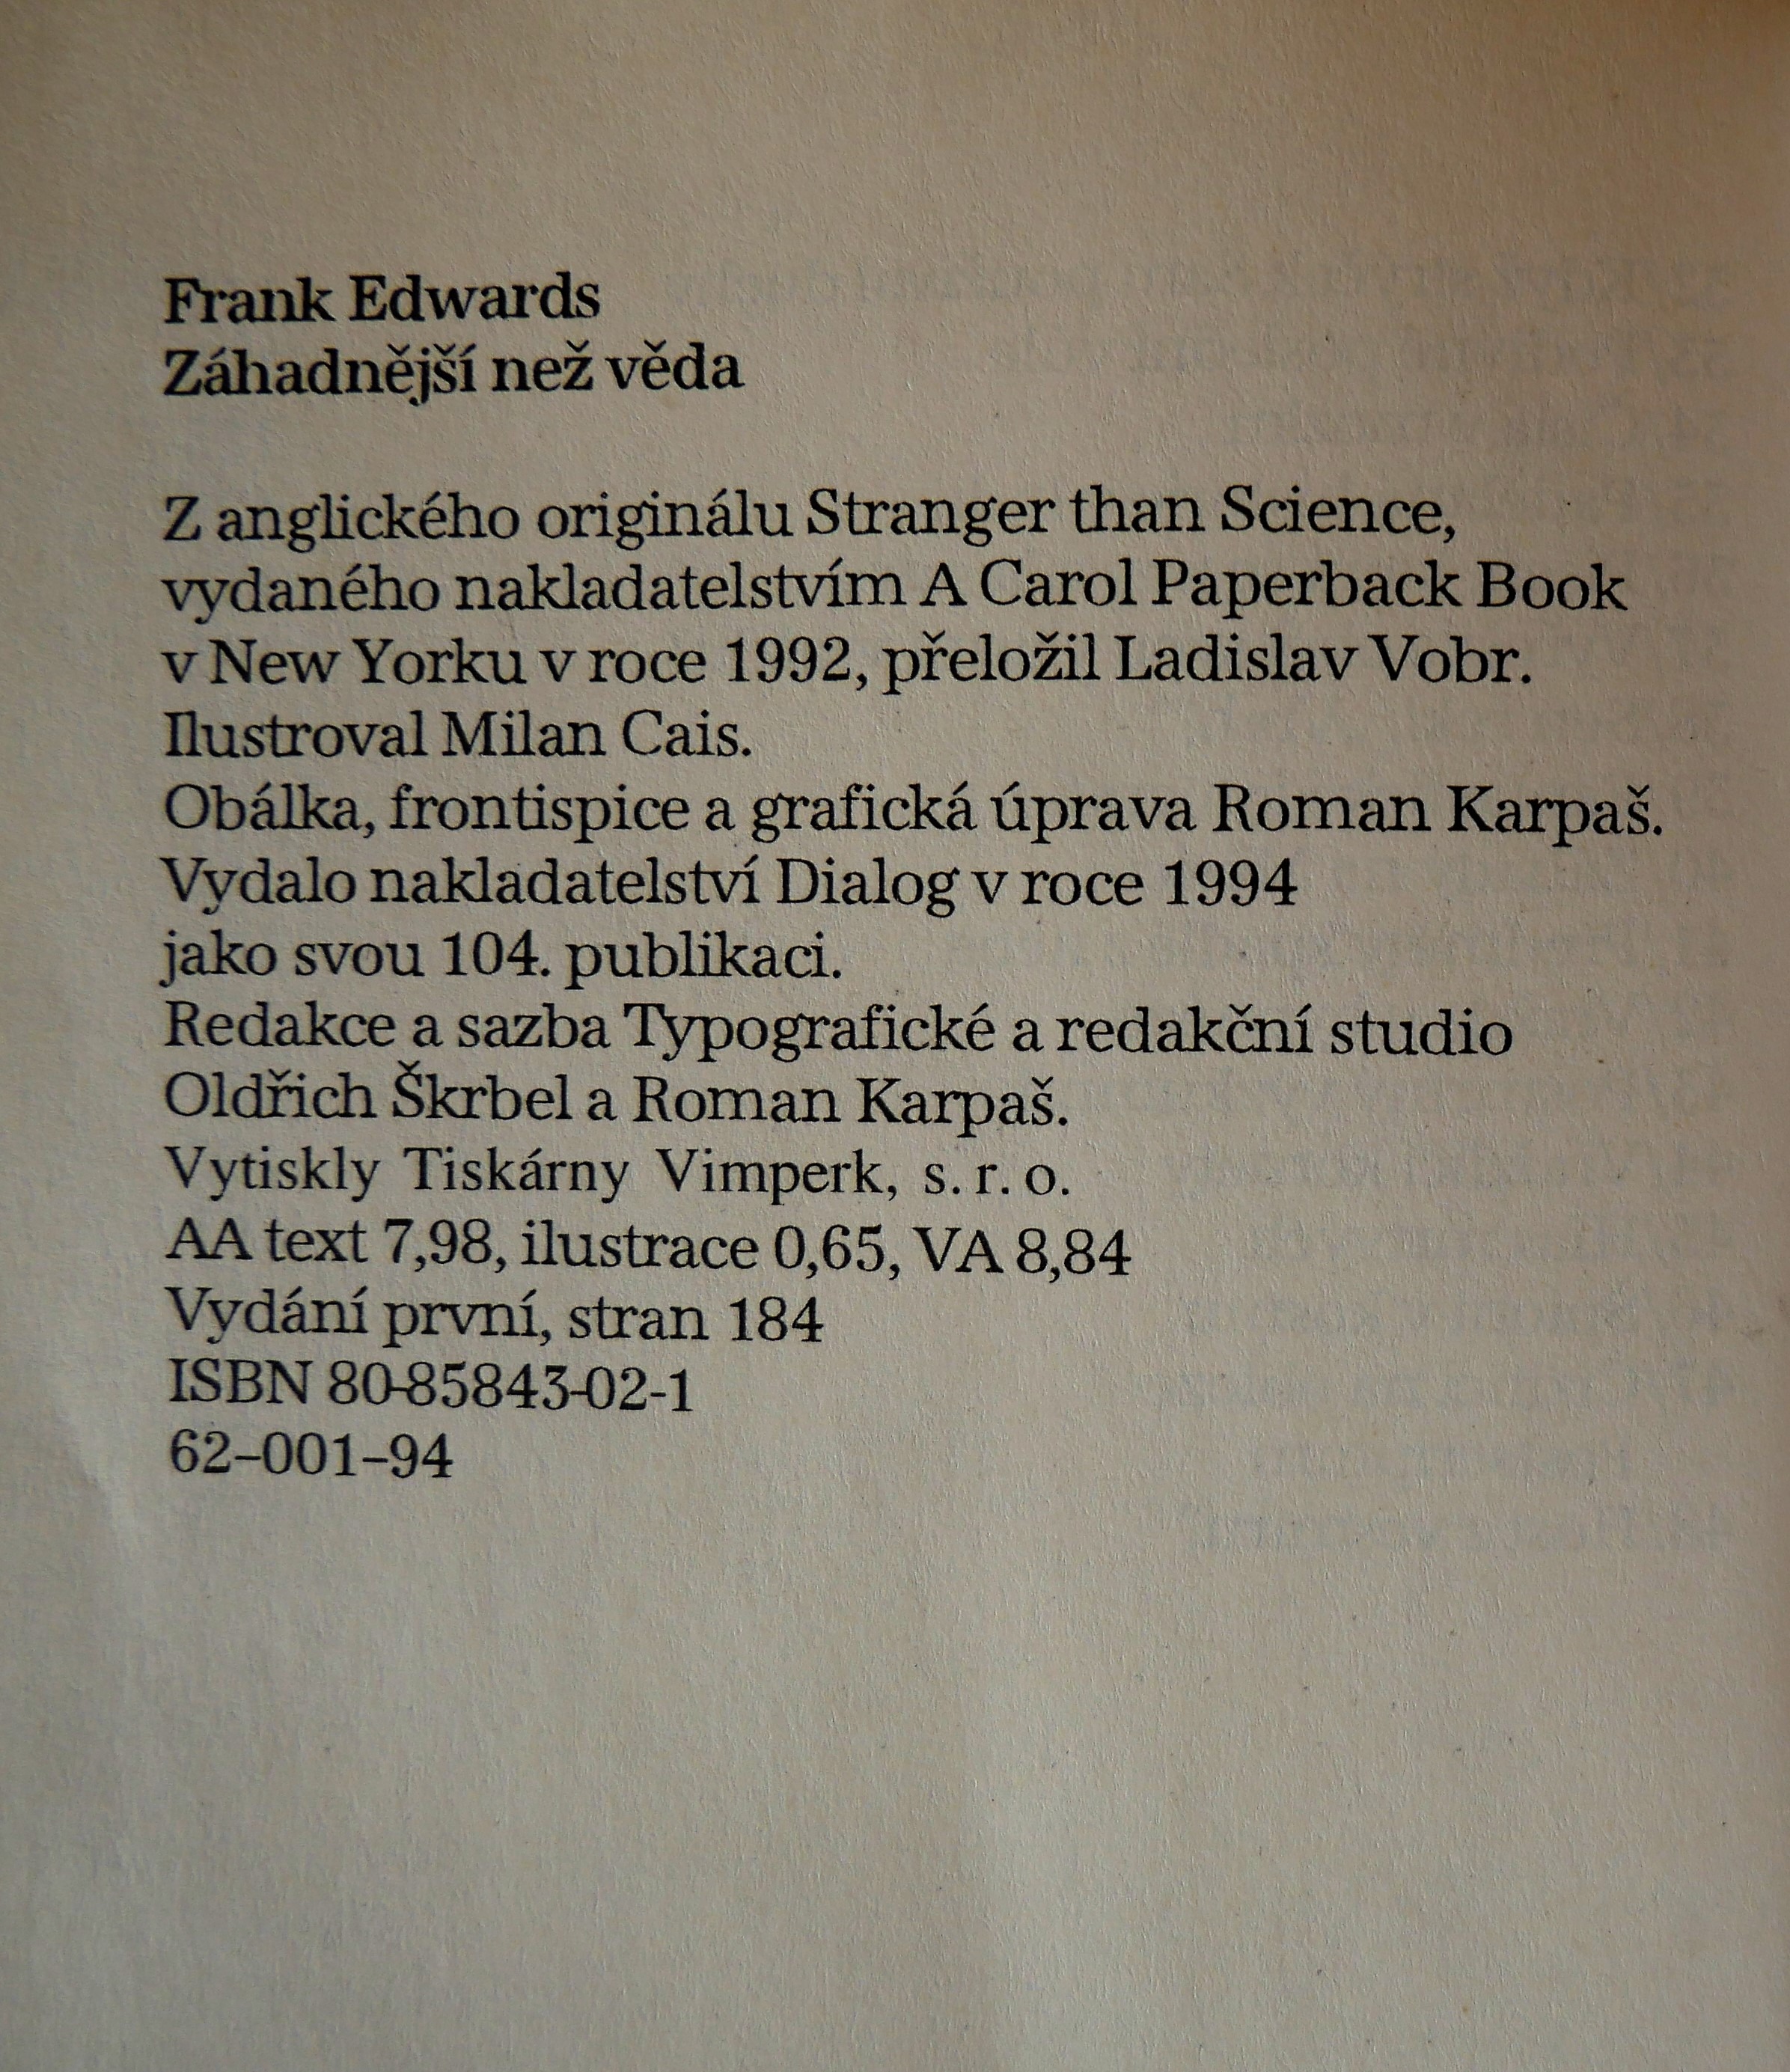 Frank Edwards
Záhadnější než věda
Z anglického originálu Stranger than Science,
vydaného nakladatelstvím A Carol Paperback Book
v New Yorku v roce 1992, přeložil Ladislav Vobr.
Ilustroval Milan Cais.
Obálka, frontispice a grafická úprava Roman Karpaš.
Vydalo nakladatelství Dialog v roce 1994
jako svou 104. publikaci.
Redakce a sazba Typografické a redakční studio
Oldřich Škrbel a Roman Karpaš.
Vytiskly Tiskárny Vimperk, s. r. o.
AA text 7,98, ilustrace 0,65, VA 8,84
Vydání první, stran 184
ISBN 80-85843-02-1
62–001–94